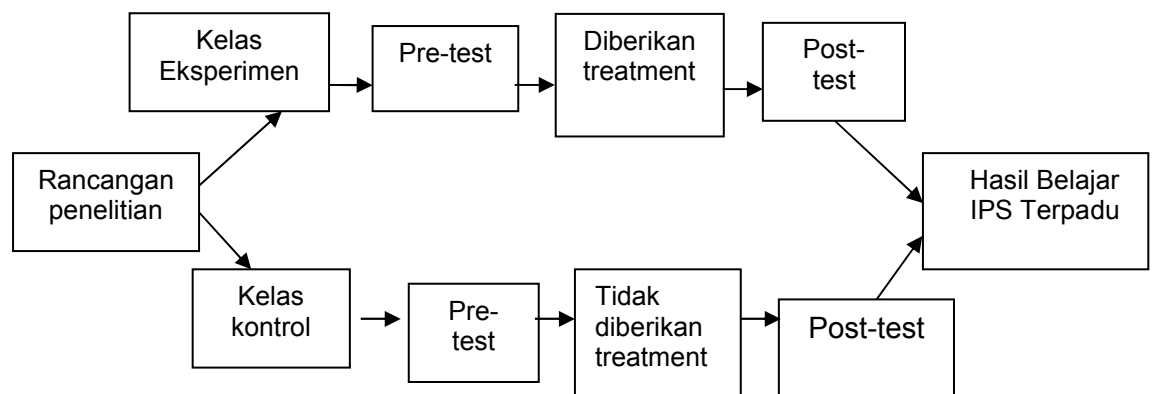 Kelas
Eksperimen
Pre-test
Diberikan
treatment
Post-
test
Rancangan
penelitian
Hasil Belajar
IPS Terpadu
Kelas
kontrol
Pre-
test
Tidak
diberikan
treatment
Post-test